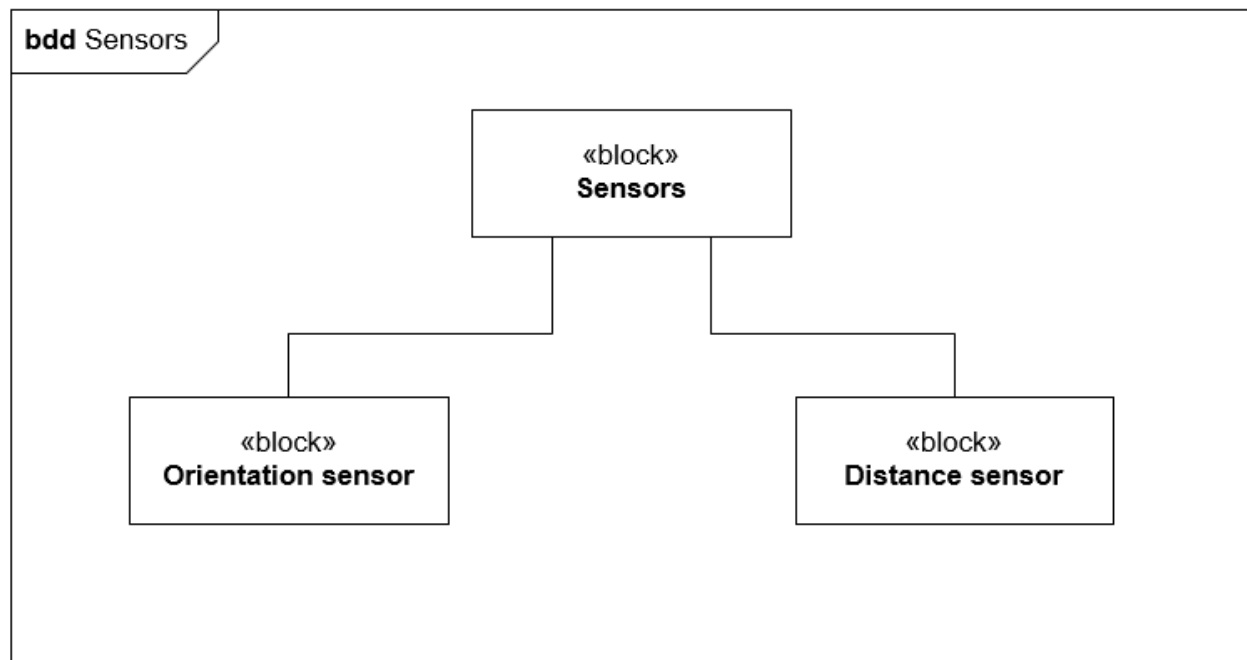 bdd Sensors
«block»
Sensors
«block»
Orientation sensor
«block»
Distance sensor